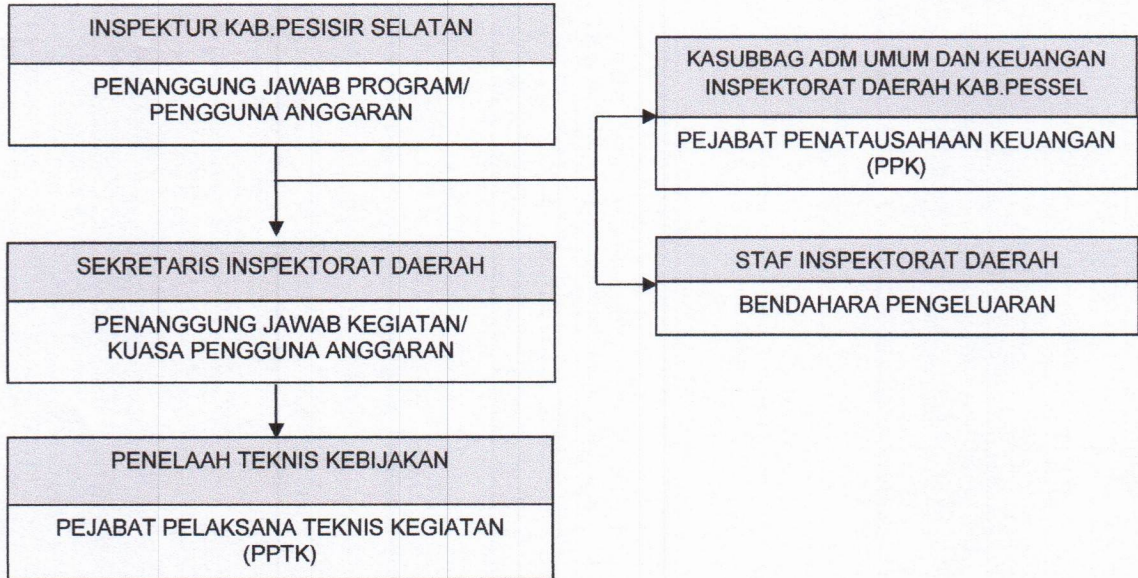 INSPEKTUR KAB.PESISIR SELATAN
PENANGGUNG JAWAB PROGRAM/
PENGGUNA ANGGARAN
KASUBBAG ADM UMUM DAN KEUANGAN
INSPEKTORAT DAERAH KAB.PESSEL
PEJABAT PENATAUSAHAAN KEUANGAN
(PPK)
SEKRETARIS INSPEKTORAT DAERAH
PENANGGUNG JAWAB KEGIATAN/
KUASA PENGGUNA ANGGARAN
STAF INSPEKTORAT DAERAH
BENDAHARA PENGELUARAN
PENELAAH TEKNIS KEBIJAKAN
PEJABAT PELAKSANA TEKNIS KEGIATAN
(PPTK)